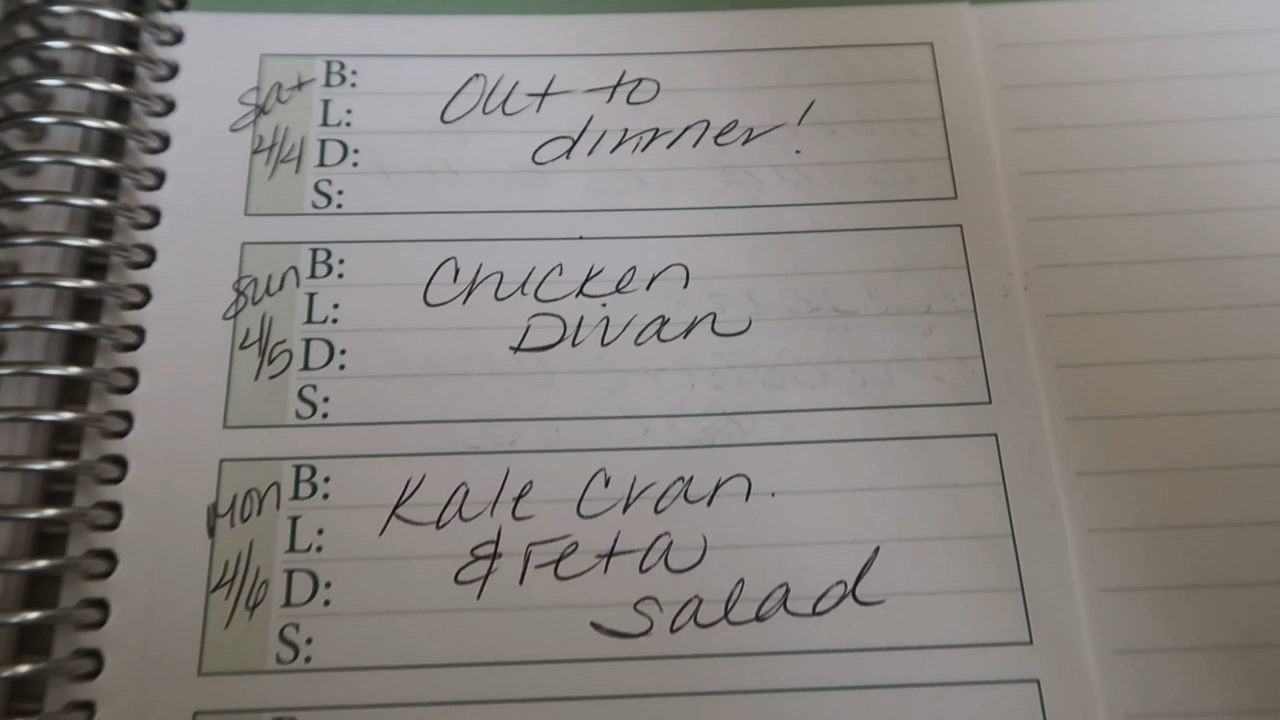 Sat B: Out to
L: dinner!
4/4 D:
S:
Sun B: Chicken
L: Divan
4/5 D:
S:
Mon B: Kale Cran.
L: & Feta
4/6 D: salad
S: